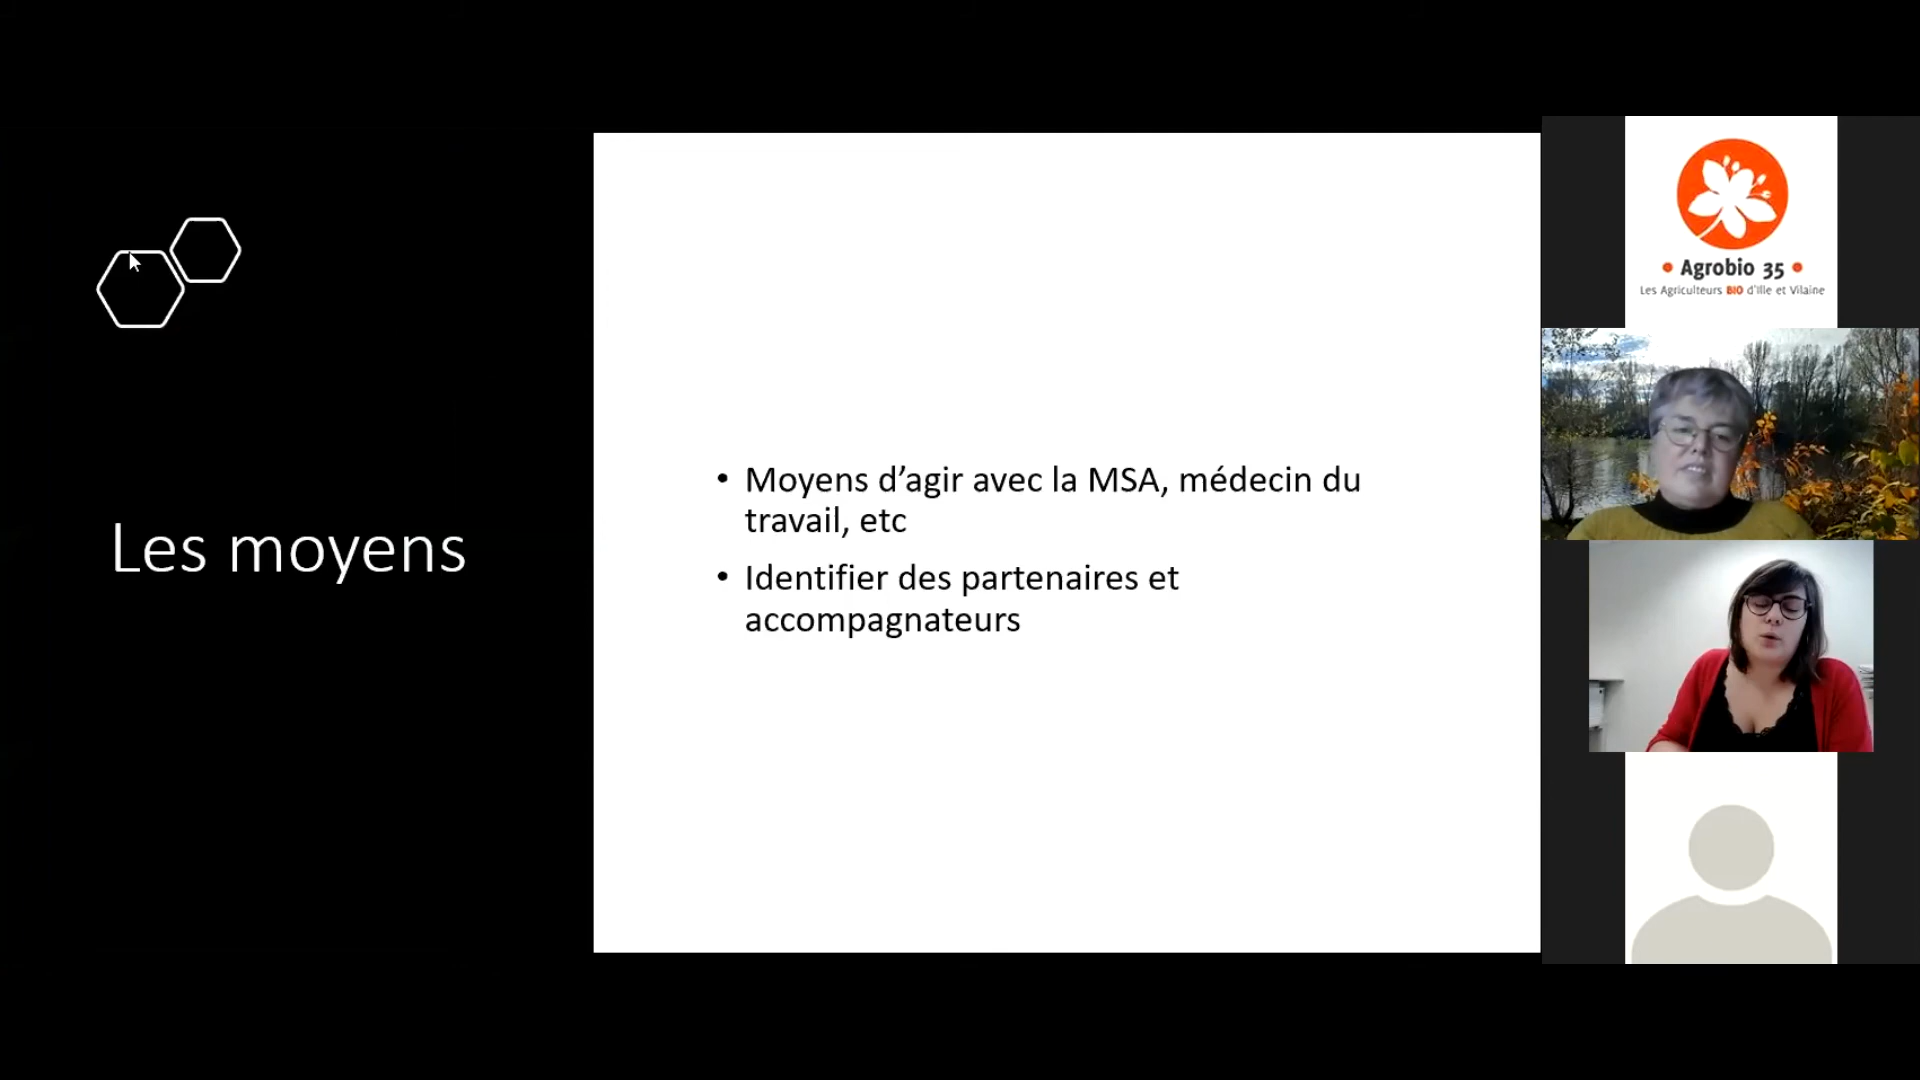 Les moyens
• Moyens d’agir avec la MSA, médecin du
travail, etc
• Identifier des partenaires et
accompagnateurs
• Agrobio 35 •
Les Agriculteurs BIO d'Ille et Vilaine